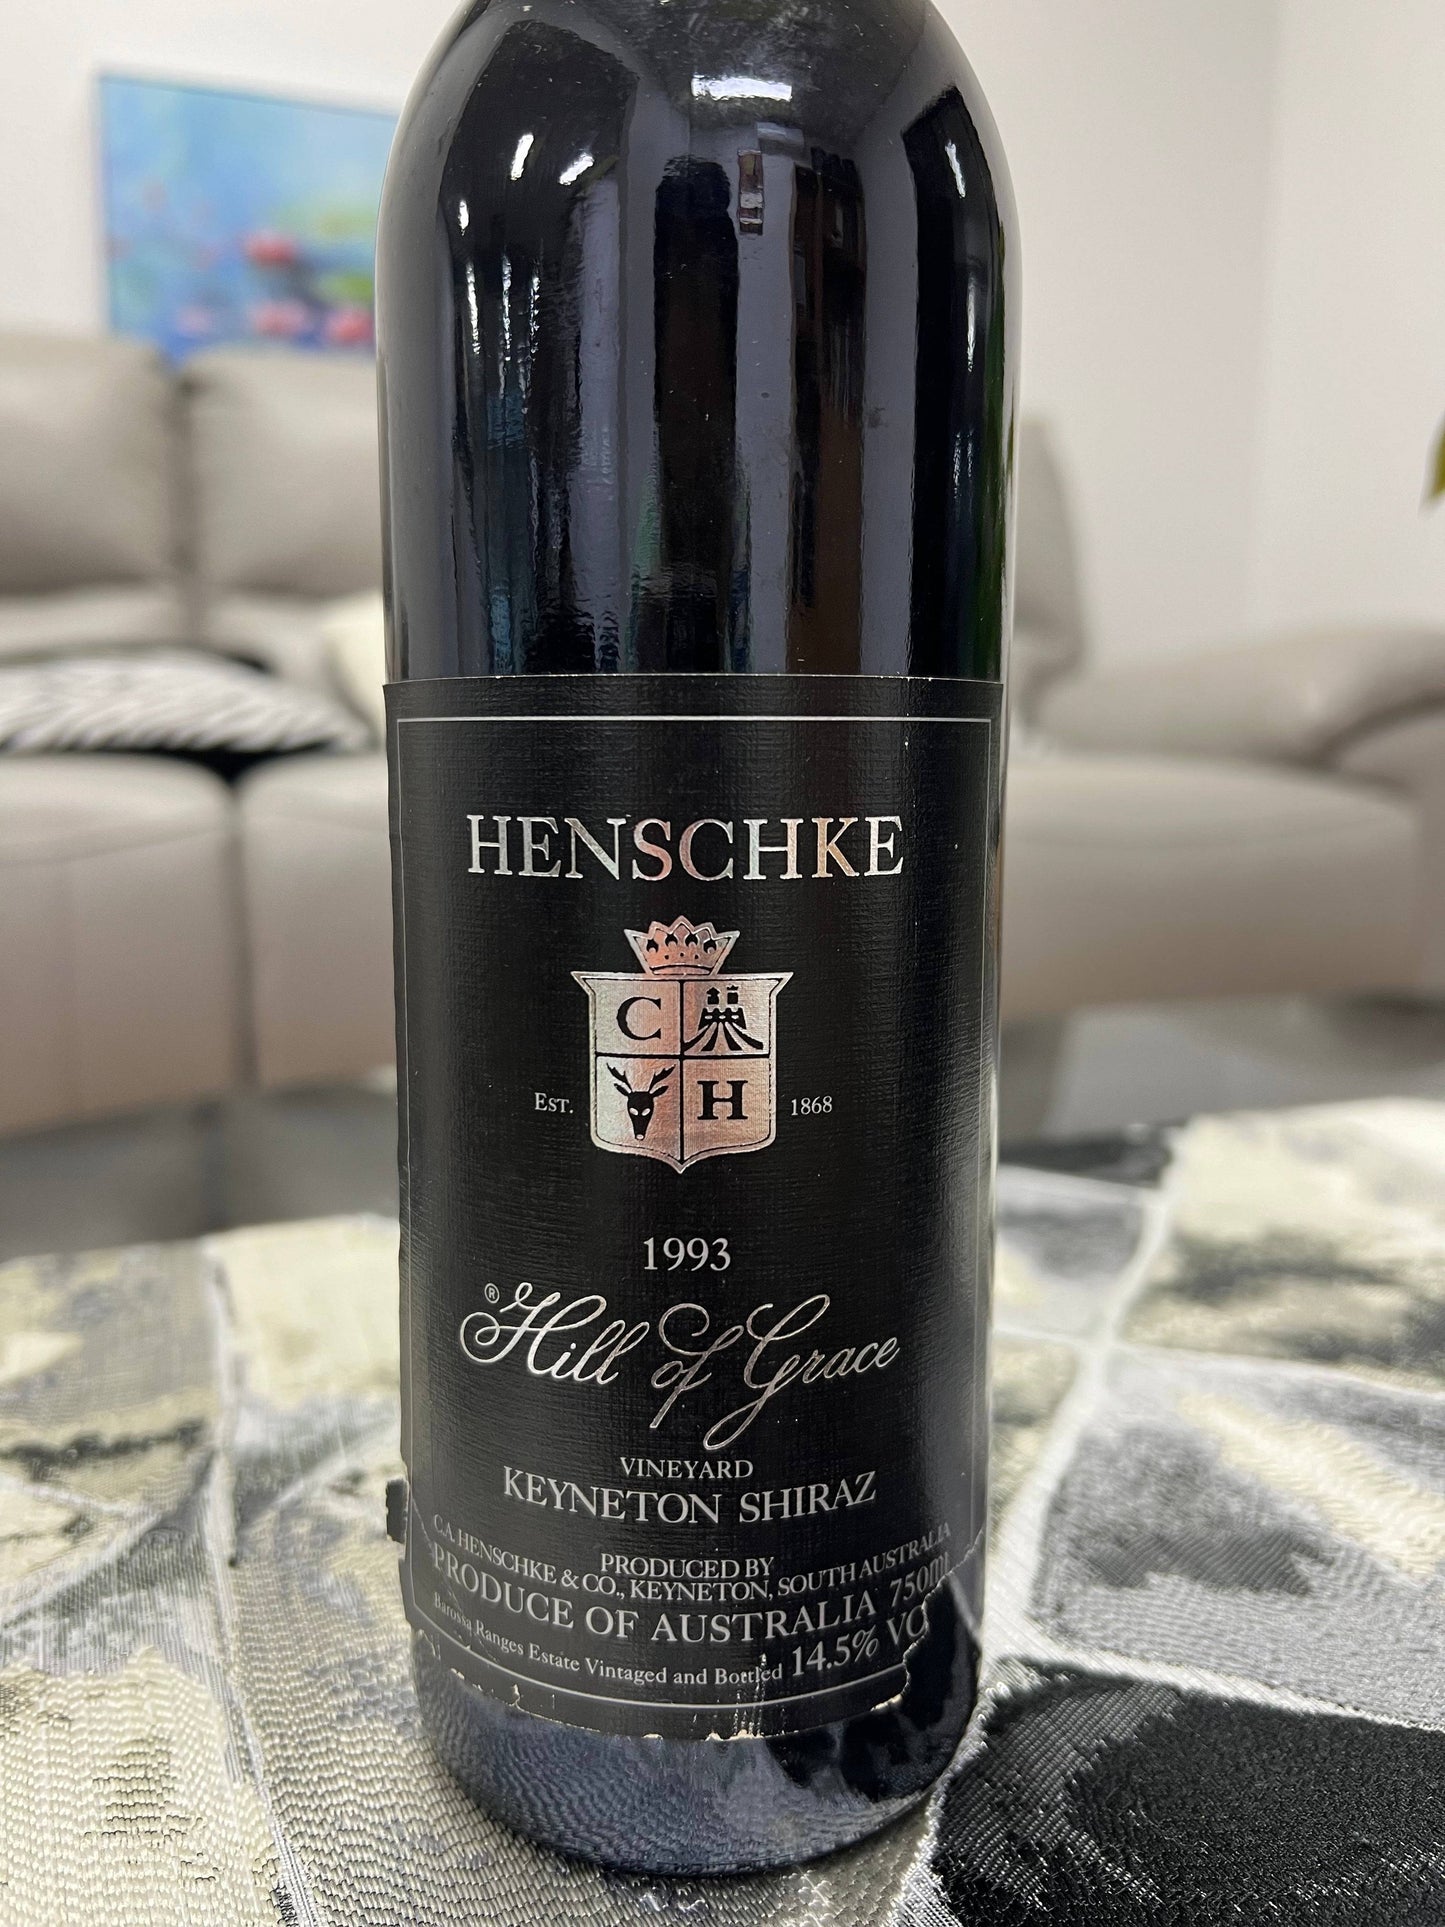 HENSCHKE
C
H
EST. 1868
1993
® Hill of Grace
VINEYARD
KEYNETON SHIRAZ
PRODUCED BY
C.A. HENSCHKE & CO., KEYNETON, SOUTH AUSTRALIA
PRODUCE OF AUSTRALIA 750ml
Barossa Ranges Estate Vintaged and Bottled 14.5%